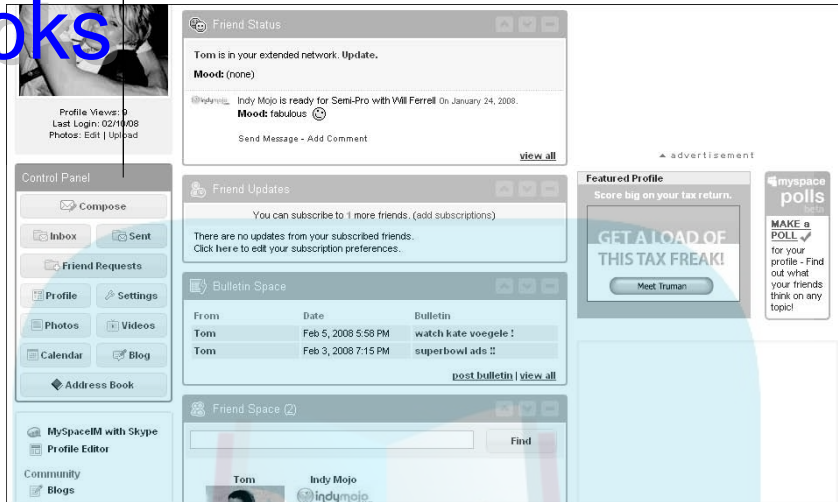 oks
Profile Views: 9
Last Login: 02/10/08
Photos: Edit | Upload
Control Panel
Compose
Inbox
Sent
Friend Requests
Profile
Settings
Photos
Videos
Calendar
Blog
Address Book
MySpaceIM with Skype
Profile Editor
Community
Blogs
Friend Status
Tom is in your extended network. Update.
Mood: (none)
indymojo
Indy Mojo is ready for Semi-Pro with Will Ferrell On January 24, 2008.
Mood: fabulous
Send Message - Add Comment
view all
Friend Updates
You can subscribe to 1 more friends. (add subscriptions)
There are no updates from your subscribed friends.
Click here to edit your subscription preferences.
Bulletin Space
From Date Bulletin
Tom Feb 5, 2008 5:58 PM watch kate voegele !
Tom Feb 3, 2008 7:15 PM superbowl ads !!
post bulletin | view all
Friend Space (2)
Find
Tom Indy Mojo
indymojo
advertisement
Featured Profile
Score big on your tax return.
GET A LOAD OF
THIS TAX FREAK!
Meet Truman
myspace
polls
beta
MAKE a
POLL
for your
profile - Find
out what
your friends
think on any
topic!